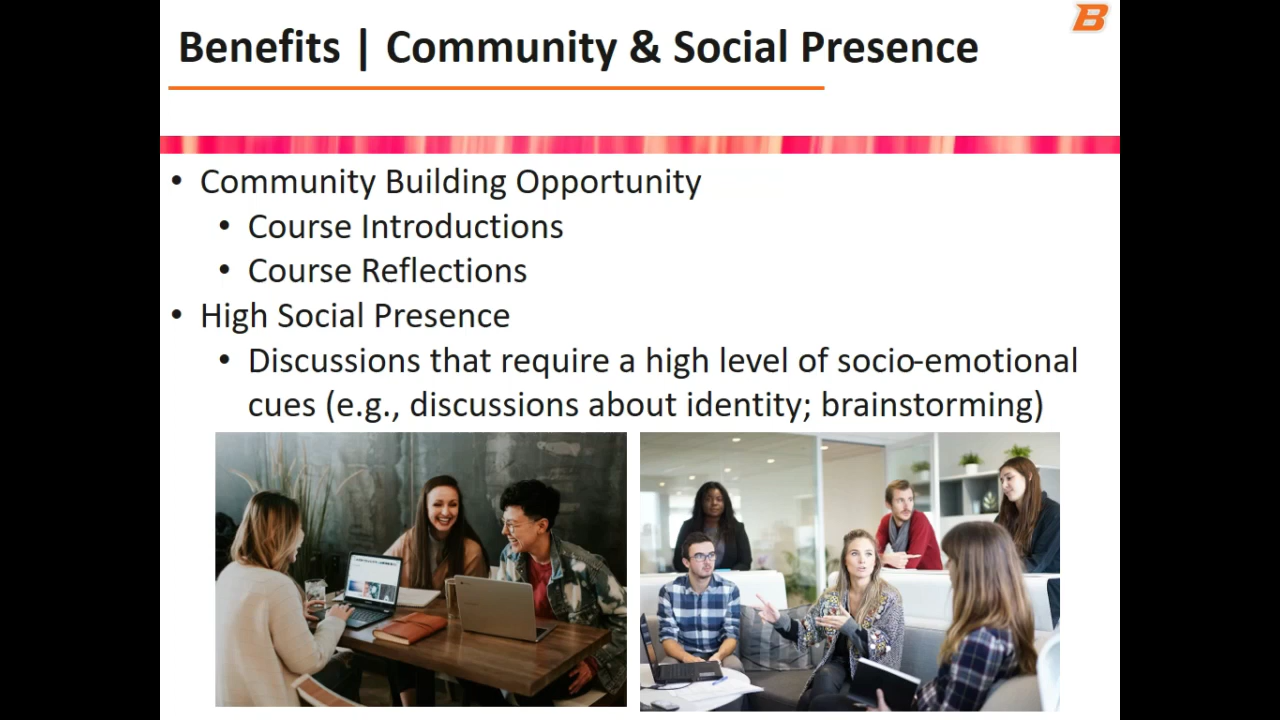 B
Benefits | Community & Social Presence
• Community Building Opportunity
• Course Introductions
• Course Reflections
• High Social Presence
• Discussions that require a high level of socio-emotional
cues (e.g., discussions about identity; brainstorming)